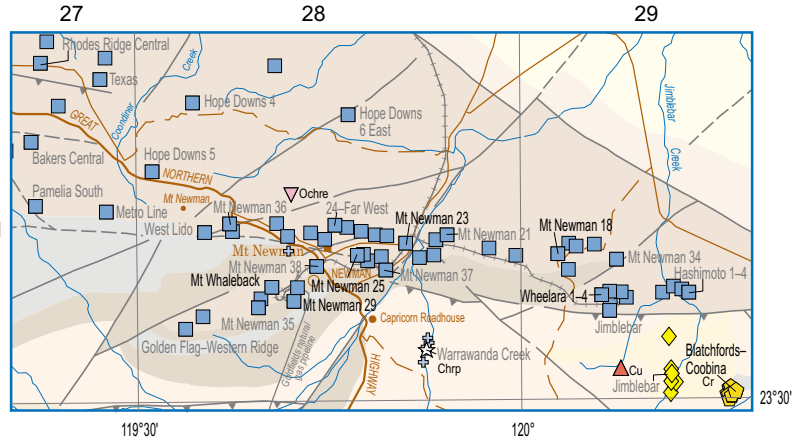 27 28 29
Rhodes Ridge Central
Texas
Creek
Coondiner
Hope Downs 4
Hope Downs
6 East
Jimblebar
Creek
GREAT
Bakers Central
Hope Downs 5
NORTHERN
Pamelia South
Mt Newman
Ochre
Metro Line
Mt Newman 36
24–Far West
Mt Newman 23
West Lido
Mt Newman 21
Mt Newman 18
Mt Newman
Mt Newman 34
Mt Newman 38
NEWMAN
Mt Newman 37
Hashimoto 1–4
Mt Whaleback
Mt Newman 25
Wheelara 1–4
Mt Newman 29
Mt Newman 35
Capricorn Roadhouse
Jimblebar
Golden Flag–Western Ridge
Goldfields natural
gas pipeline
HIGHWAY
Warrawanda Creek
Chrp
Blatchfords–
Coobina
Cu
Cr
Jimblebar
23°30'
119°30'
120°